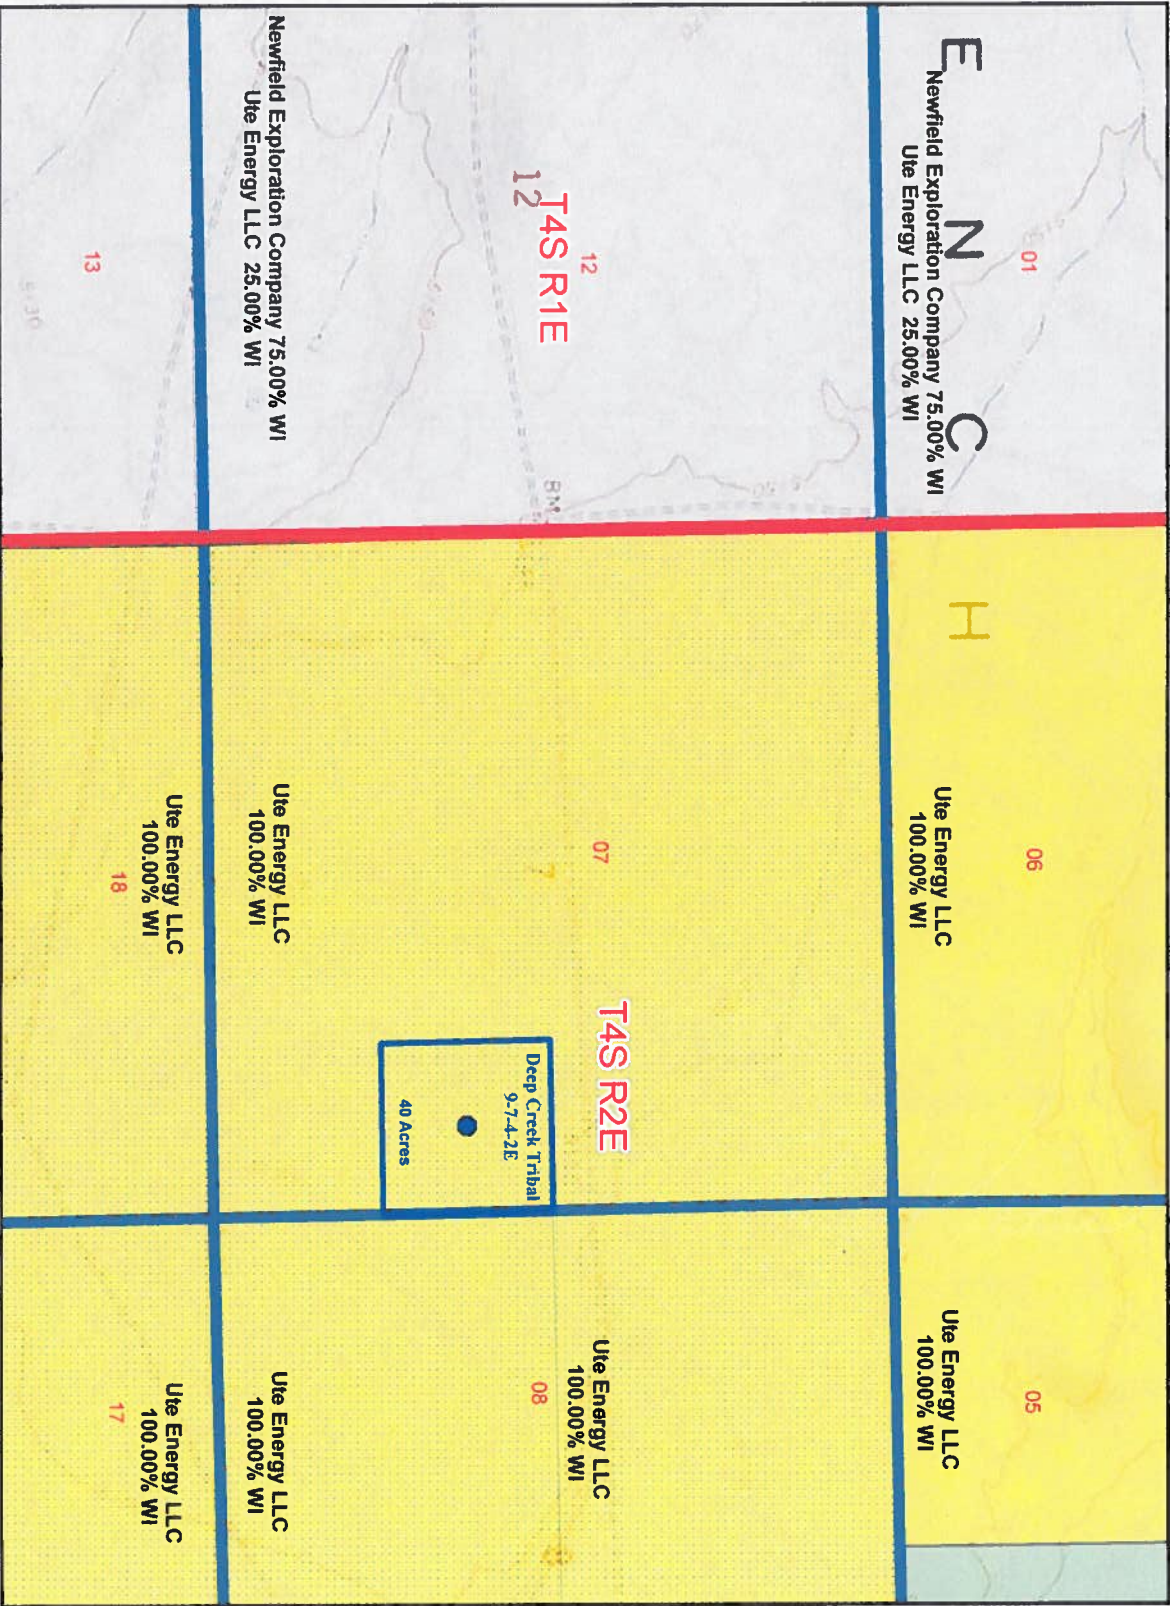 E N C H
01
Newfield Exploration Company 75.00% WI
Ute Energy LLC 25.00% WI
06
Ute Energy LLC
100.00% WI
05
Ute Energy LLC
100.00% WI
12
T4S R1E
12
BM
07
T4S R2E
7
Deep Creek Tribal
9-7-4-2E
40 Acres
Ute Energy LLC
100.00% WI
08
Newfield Exploration Company 75.00% WI
Ute Energy LLC 25.00% WI
Ute Energy LLC
100.00% WI
Ute Energy LLC
100.00% WI
13
Ute Energy LLC
100.00% WI
18
Ute Energy LLC
100.00% WI
17